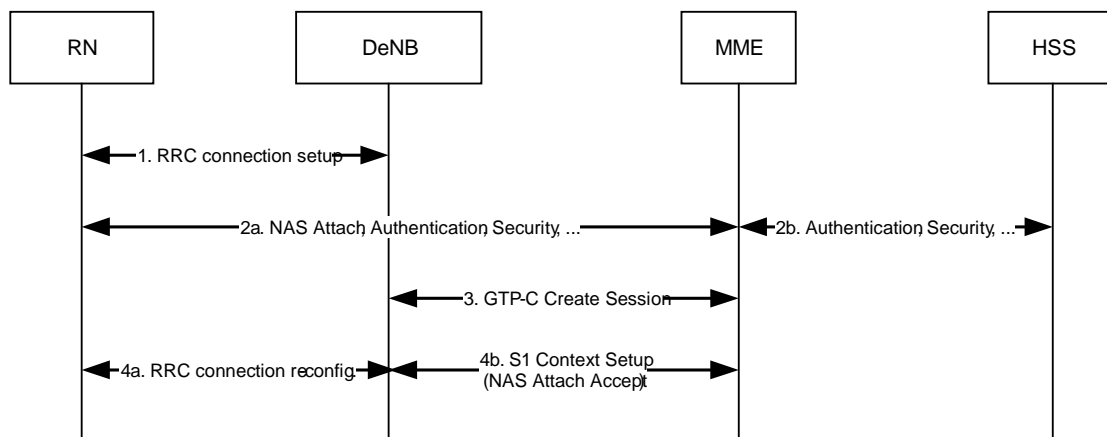 RN
DeNB
MME
HSS
1. RRC connection setup
2a. NAS Attach, Authentication, Security, ...
2b. Authentication, Security, ...
3. GTP-C Create Session
4a. RRC connection reconfig.
4b. S1 Context Setup
(NAS Attach Accept)